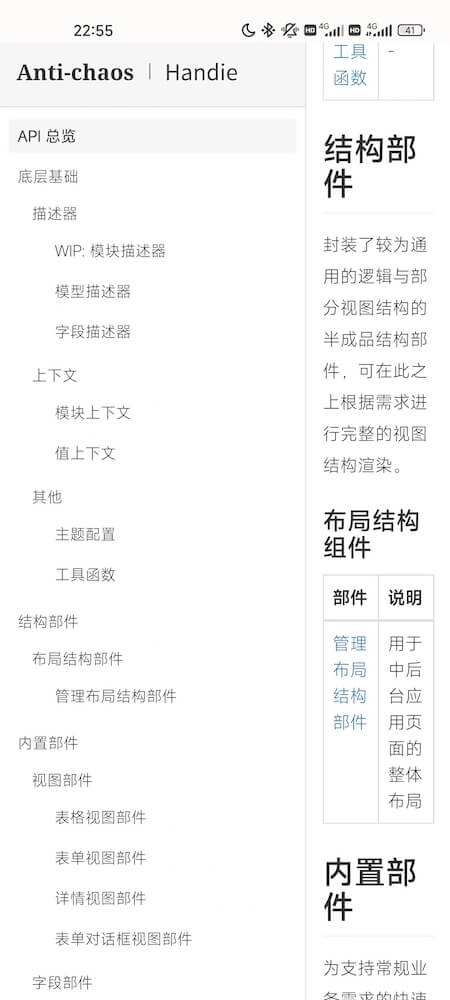 22:55
HD 4G HD 4G 41
Anti-chaos | Handie
API 总览
底层基础
描述器
WIP: 模块描述器
模型描述器
字段描述器
上下文
模块上下文
值上下文
其他
主题配置
工具函数
结构部件
布局结构部件
管理布局结构部件
内置部件
视图部件
表格视图部件
表单视图部件
详情视图部件
表单对话框视图部件
字段部件
工具 -
函数
结构部
件
封装了较为通
用的逻辑与部
分视图结构的
半成品结构部
件，可在此之
上根据需求进
行完整的视图
结构渲染。
布局结构
组件
部件 说明
管理
布局
结构
部件
用于
中后
台应
用页
面的
整体
布局
内置部
件
为支持常规业
务需求的快速